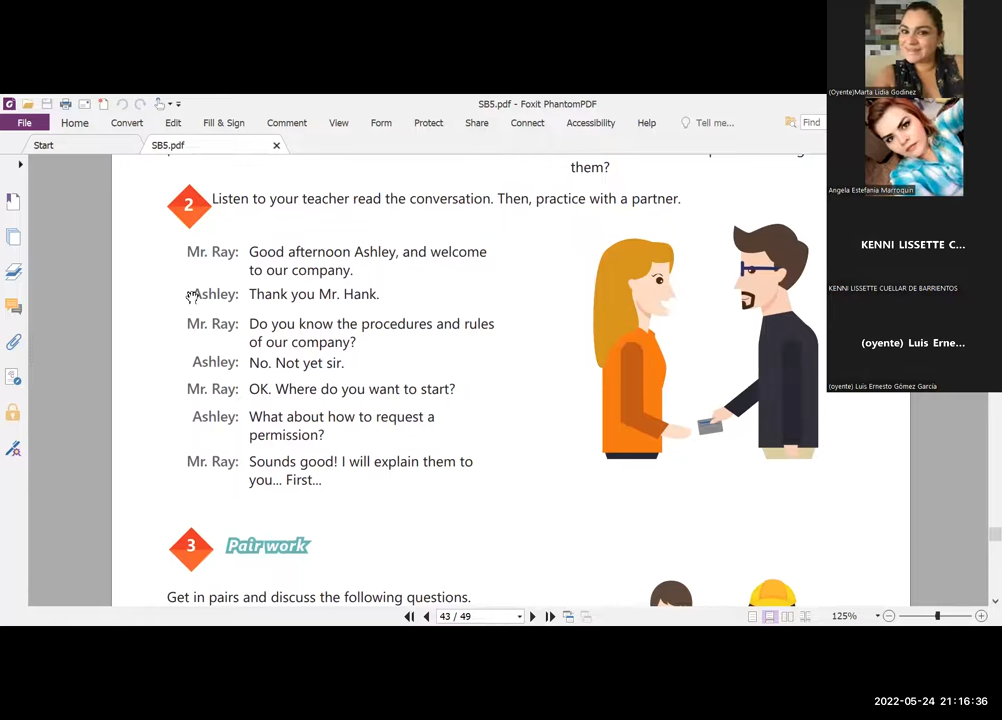 SB5.pdf - Foxit PhantomPDF
File Home Convert Edit Fill & Sign Comment View Form Protect Share Connect Accessibility Help Tell me... Find
Start SB5.pdf
them?
2 Listen to your teacher read the conversation. Then, practice with a partner.
Mr. Ray: Good afternoon Ashley, and welcome
to our company.
Ashley: Thank you Mr. Hank.
Mr. Ray: Do you know the procedures and rules
of our company?
Ashley: No. Not yet sir.
Mr. Ray: OK. Where do you want to start?
Ashley: What about how to request a
permission?
Mr. Ray: Sounds good! I will explain them to
you... First...
3 Pair work
Get in pairs and discuss the following questions.
43 / 49
125%
(Oyente)Marta Lidia Godinez
Angela Estefania Marroquin
KENNI LISSETTE C...
KENNI LISSETTE CUELLAR DE BARRIENTOS
(oyente) Luis Erne...
(oyente) Luis Ernesto Gómez García
2022-05-24 21:16:36